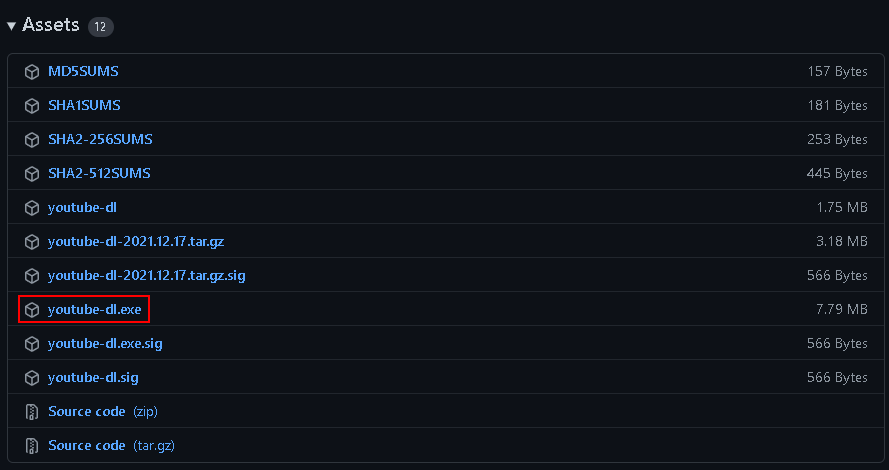 Assets 12
MD5SUMS 157 Bytes
SHA1SUMS 181 Bytes
SHA2-256SUMS 253 Bytes
SHA2-512SUMS 445 Bytes
youtube-dl 1.75 MB
youtube-dl-2021.12.17.tar.gz 3.18 MB
youtube-dl-2021.12.17.tar.gz.sig 566 Bytes
youtube-dl.exe 7.79 MB
youtube-dl.exe.sig 566 Bytes
youtube-dl.sig 566 Bytes
Source code (zip)
Source code (tar.gz)